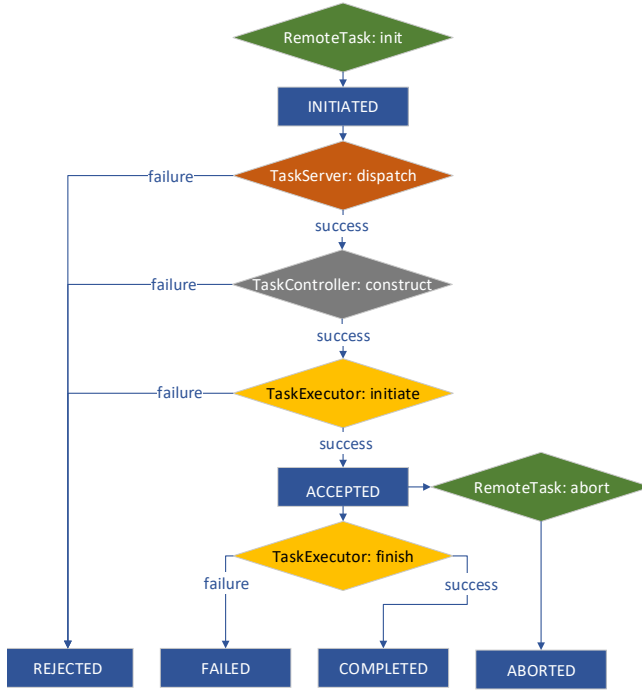 RemoteTask: init
INITIATED
failure
TaskServer: dispatch
success
failure
TaskController: construct
success
failure
TaskExecutor: initiate
success
ACCEPTED
RemoteTask: abort
TaskExecutor: finish
failure
success
REJECTED
FAILED
COMPLETED
ABORTED